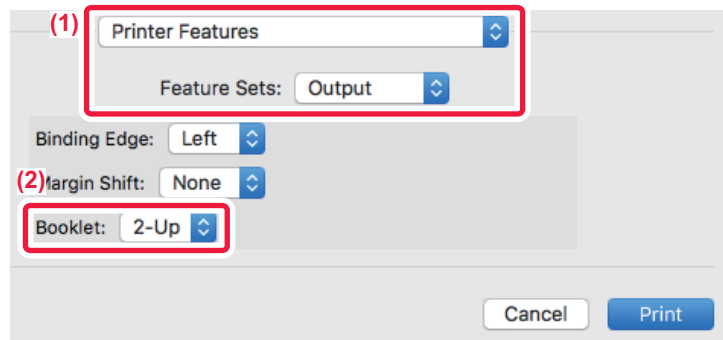 (1)
Printer Features
Feature Sets: Output
Binding Edge: Left
(2)
Margin Shift: None
Booklet: 2-Up
Cancel Print